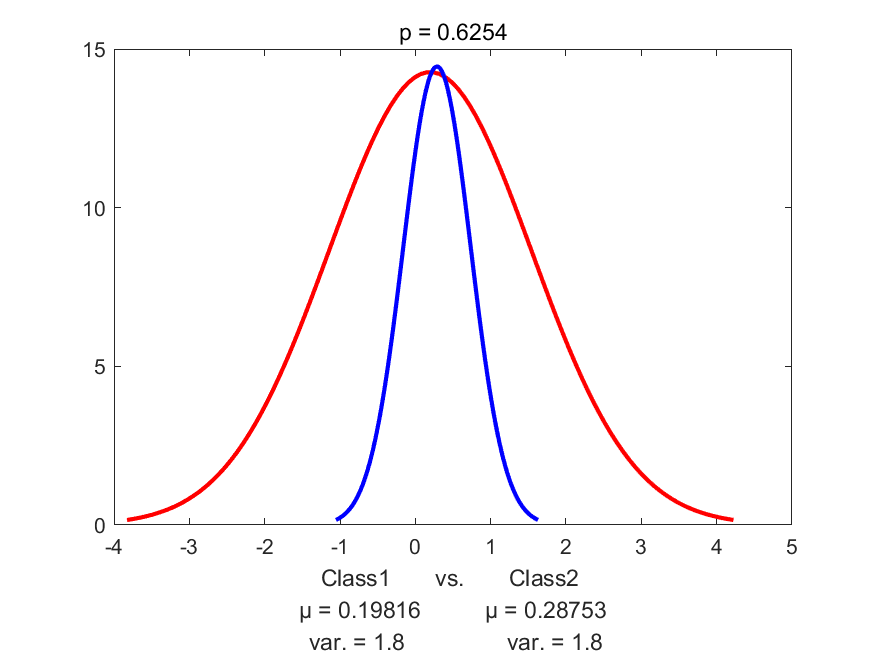 p = 0.6254
15
10
5
0
-4 -3 -2 -1 0 1 2 3 4 5
Class1 vs. Class2
μ = 0.19816 μ = 0.28753
var. = 1.8 var. = 1.8